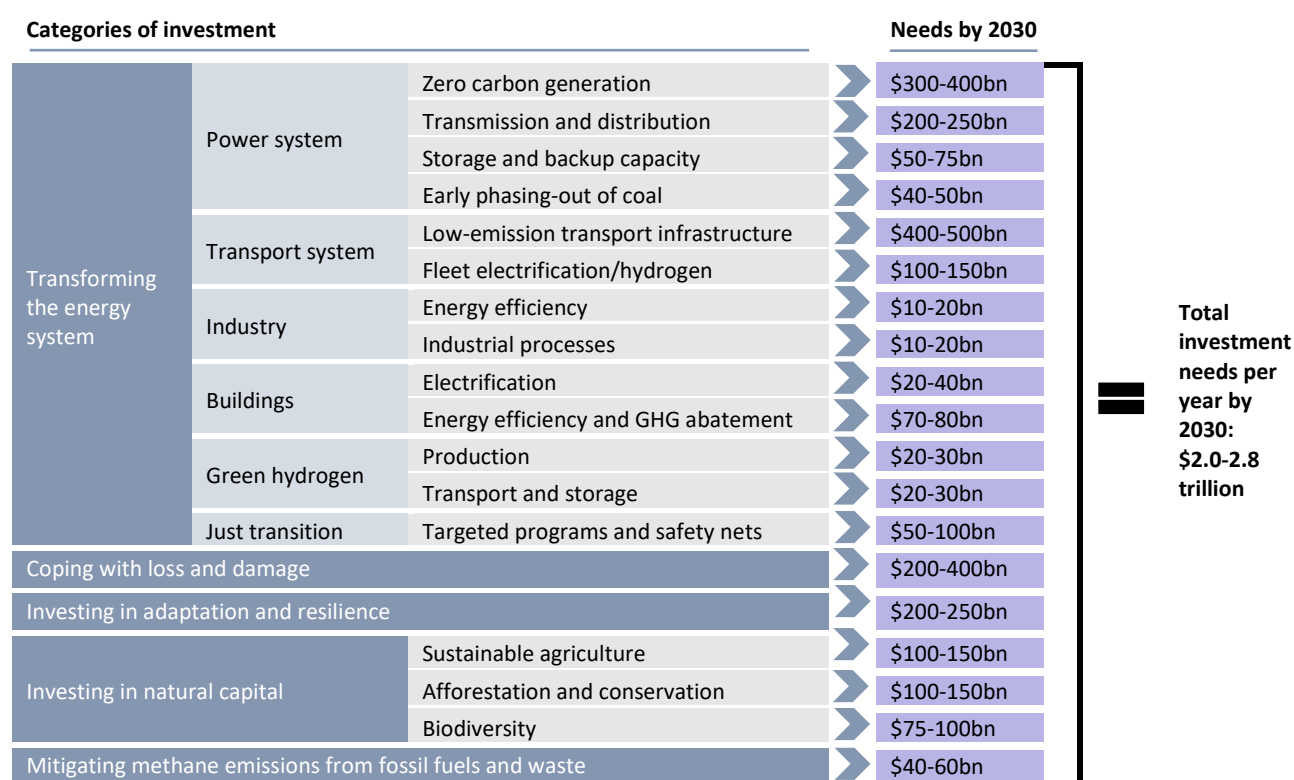 Categories of investment
Needs by 2030
Transforming
the energy
system
Power system
Zero carbon generation
$300-400bn
Transmission and distribution
$200-250bn
Storage and backup capacity
$50-75bn
Early phasing-out of coal
$40-50bn
Transport system
Low-emission transport infrastructure
$400-500bn
Fleet electrification/hydrogen
$100-150bn
Industry
Energy efficiency
$10-20bn
Industrial processes
$10-20bn
Buildings
Electrification
$20-40bn
Energy efficiency and GHG abatement
$70-80bn
Green hydrogen
Production
$20-30bn
Transport and storage
$20-30bn
Just transition
Targeted programs and safety nets
$50-100bn
Coping with loss and damage
$200-400bn
Investing in adaptation and resilience
$200-250bn
Investing in natural capital
Sustainable agriculture
$100-150bn
Afforestation and conservation
$100-150bn
Biodiversity
$75-100bn
Mitigating methane emissions from fossil fuels and waste
$40-60bn
Total
investment
needs per
year by
2030:
$2.0-2.8
trillion